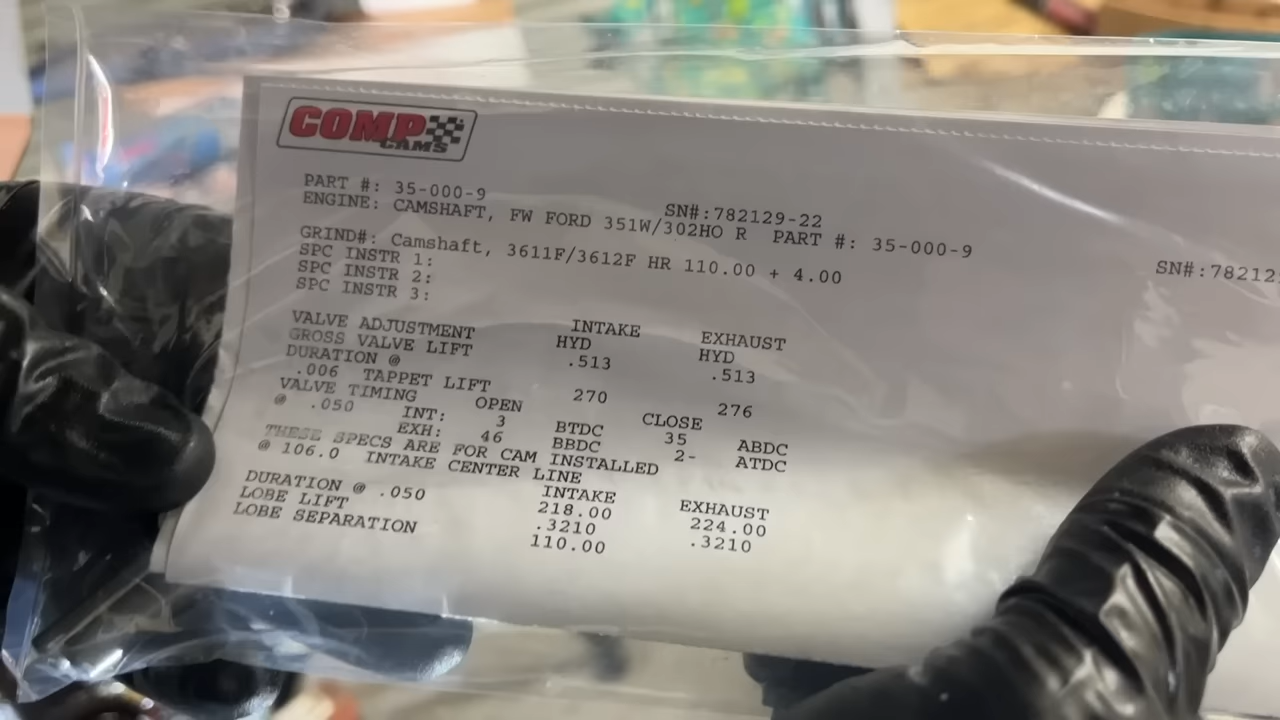 COMP
CAMS
PART #: 35-000-9 SN#:782129-22
ENGINE: CAMSHAFT, FW FORD 351W/302HO R PART #: 35-000-9 SN#:78212
GRIND#: Camshaft, 3611F/3612F HR 110.00 + 4.00
SPC INSTR 1:
SPC INSTR 2:
SPC INSTR 3:
INTAKE EXHAUST
VALVE ADJUSTMENT HYD HYD
GROSS VALVE LIFT .513 .513
DURATION @
.006 TAPPET LIFT 270 276
VALVE TIMING OPEN CLOSE
@ .050 INT: 3 BTDC 35 ABDC
EXH: 46 BBDC 2- ATDC
THESE SPECS ARE FOR CAM INSTALLED
@ 106.0 INTAKE CENTER LINE
INTAKE EXHAUST
DURATION @ .050 218.00 224.00
LOBE LIFT .3210 .3210
LOBE SEPARATION 110.00